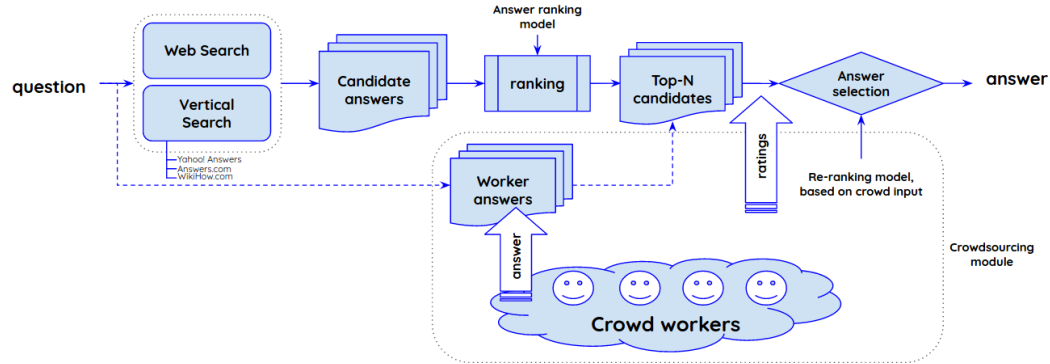 question
Web Search
Vertical
Search
Yahoo! Answers
Answers.com
WikiHow.com
Candidate
answers
Answer ranking
model
ranking
Top-N
candidates
Answer
selection
answer
ratings
Re-ranking model,
based on crowd input
Worker
answers
answer
Crowd workers
Crowdsourcing
module